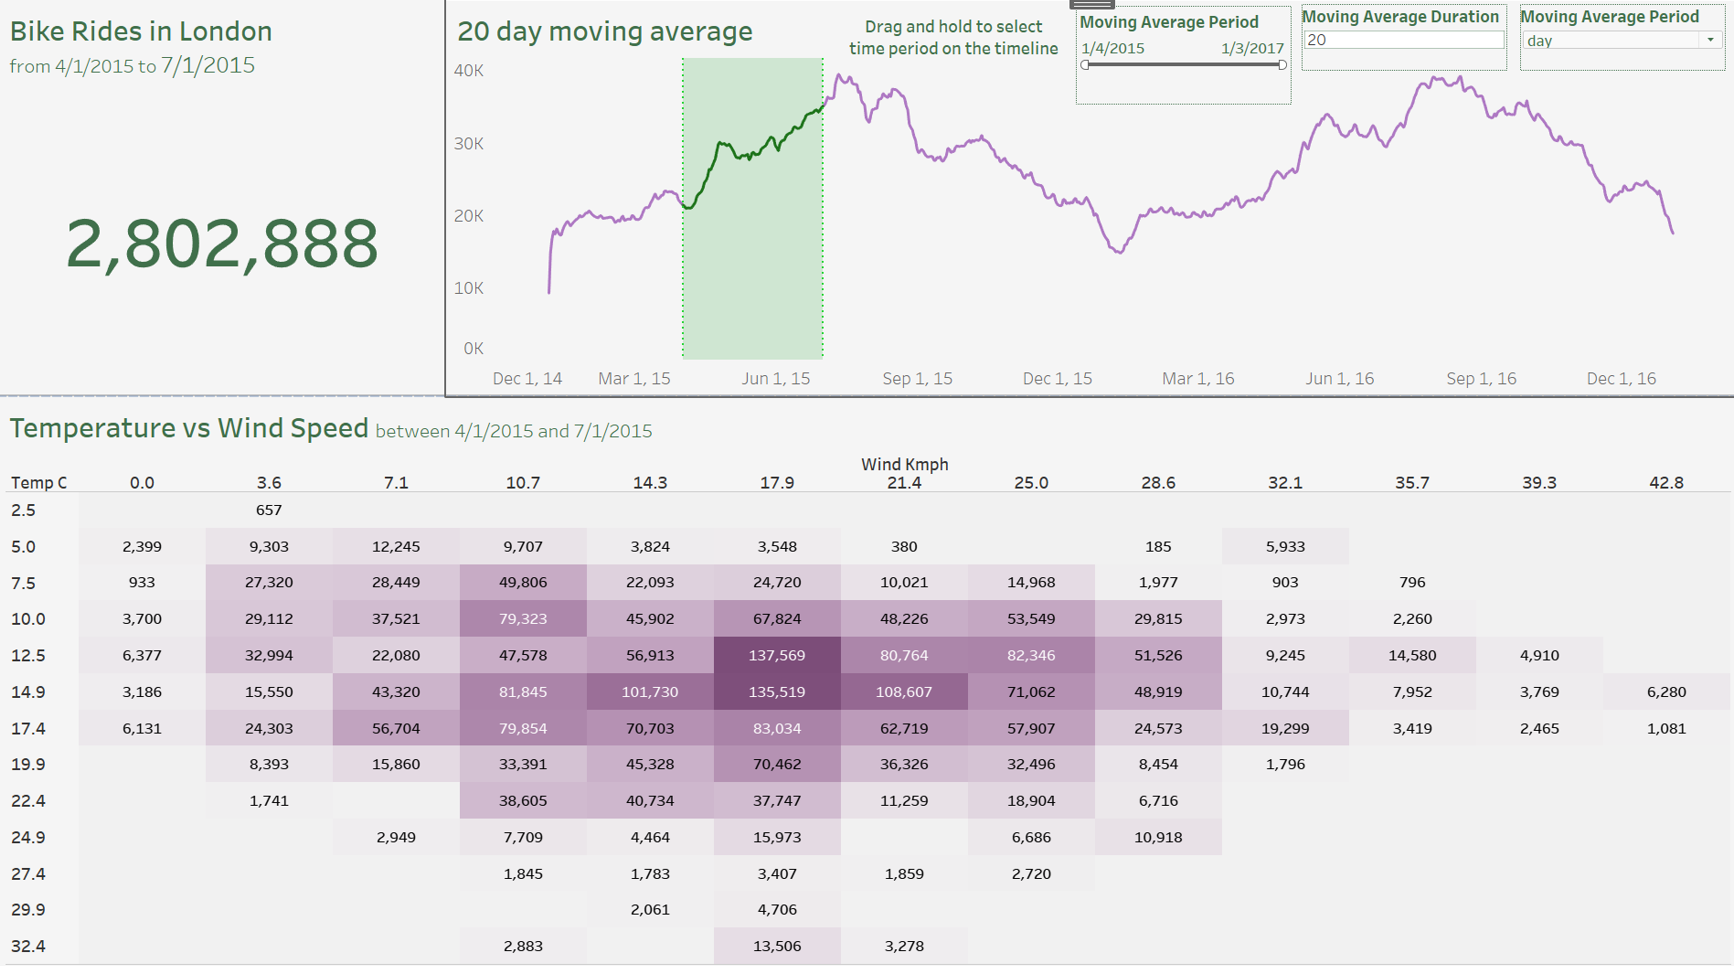 Bike Rides in London
from 4/1/2015 to 7/1/2015
2,802,888
20 day moving average
Drag and hold to select
time period on the timeline
Moving Average Period
1/4/2015 1/3/2017
Moving Average Duration
20
Moving Average Period
day
40K
30K
20K
10K
0K
Dec 1, 14 Mar 1, 15 Jun 1, 15 Sep 1, 15 Dec 1, 15 Mar 1, 16 Jun 1, 16 Sep 1, 16 Dec 1, 16
Temperature vs Wind Speed between 4/1/2015 and 7/1/2015
Wind Kmph
Temp C 0.0 3.6 7.1 10.7 14.3 17.9 21.4 25.0 28.6 32.1 35.7 39.3 42.8
2.5 657
5.0 2,399 9,303 12,245 9,707 3,824 3,548 380 185 5,933
7.5 933 27,320 28,449 49,806 22,093 24,720 10,021 14,968 1,977 903 796
10.0 3,700 29,112 37,521 79,323 45,902 67,824 48,226 53,549 29,815 2,973 2,260
12.5 6,377 32,994 22,080 47,578 56,913 137,569 80,764 82,346 51,526 9,245 14,580 4,910
14.9 3,186 15,550 43,320 81,845 101,730 135,519 108,607 71,062 48,919 10,744 7,952 3,769 6,280
17.4 6,131 24,303 56,704 79,854 70,703 83,034 62,719 57,907 24,573 19,299 3,419 2,465 1,081
19.9 8,393 15,860 33,391 45,328 70,462 36,326 32,496 8,454 1,796
22.4 1,741 38,605 40,734 37,747 11,259 18,904 6,716
24.9 2,949 7,709 4,464 15,973 6,686 10,918
27.4 1,845 1,783 3,407 1,859 2,720
29.9 2,061 4,706
32.4 2,883 13,506 3,278